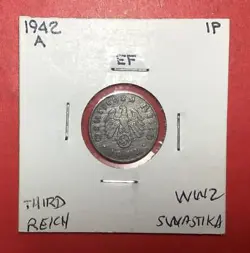 1942 1P
A
EF
THIRD WW2
REICH SWASTIKA